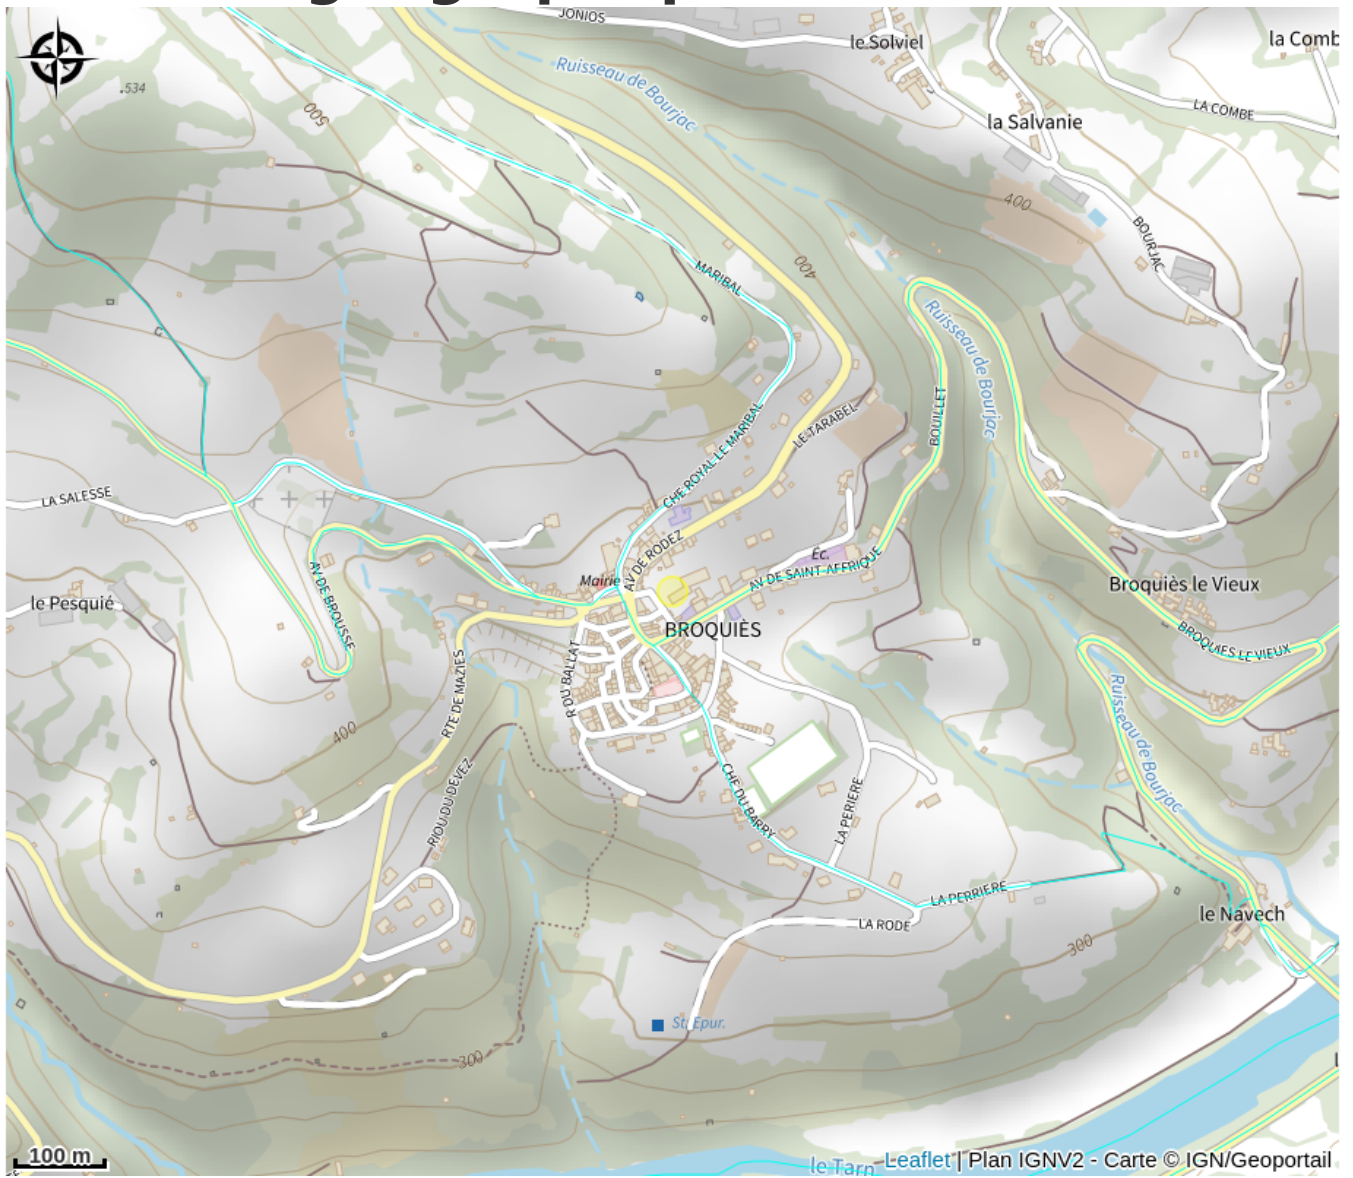 JONIOS
le Solviel
la Comb
Ruisseau de Bourjac
.534
500
LA COMBE
la Salvanie
400
BOURJAC
MARIBAL
400
Ruisseau de Bourjac
BOUILLET
LE TARABEL
CHE ROYAL LE MARIBAL
LA SALESSE
AV DE RODEZ
Éc.
AV DE SAINT-AFFRIQUE
Mairie
AV DE BROUSSE
le Pesquié
Broquiès le Vieux
BROQUIÈS
BROQUIES LE VIEUX
R DU BALLAT
RTE DE MAZIES
400
Ruisseau de Bourjac
RIOU DU DEVEZ
CHE DU BARRY
LA PERIERE
LA PERRIERE
LA RODE
le Navech
300
St. Epur.
300
100 m
le Tarn
Leaflet | Plan IGNV2 - Carte © IGN/Geoportail